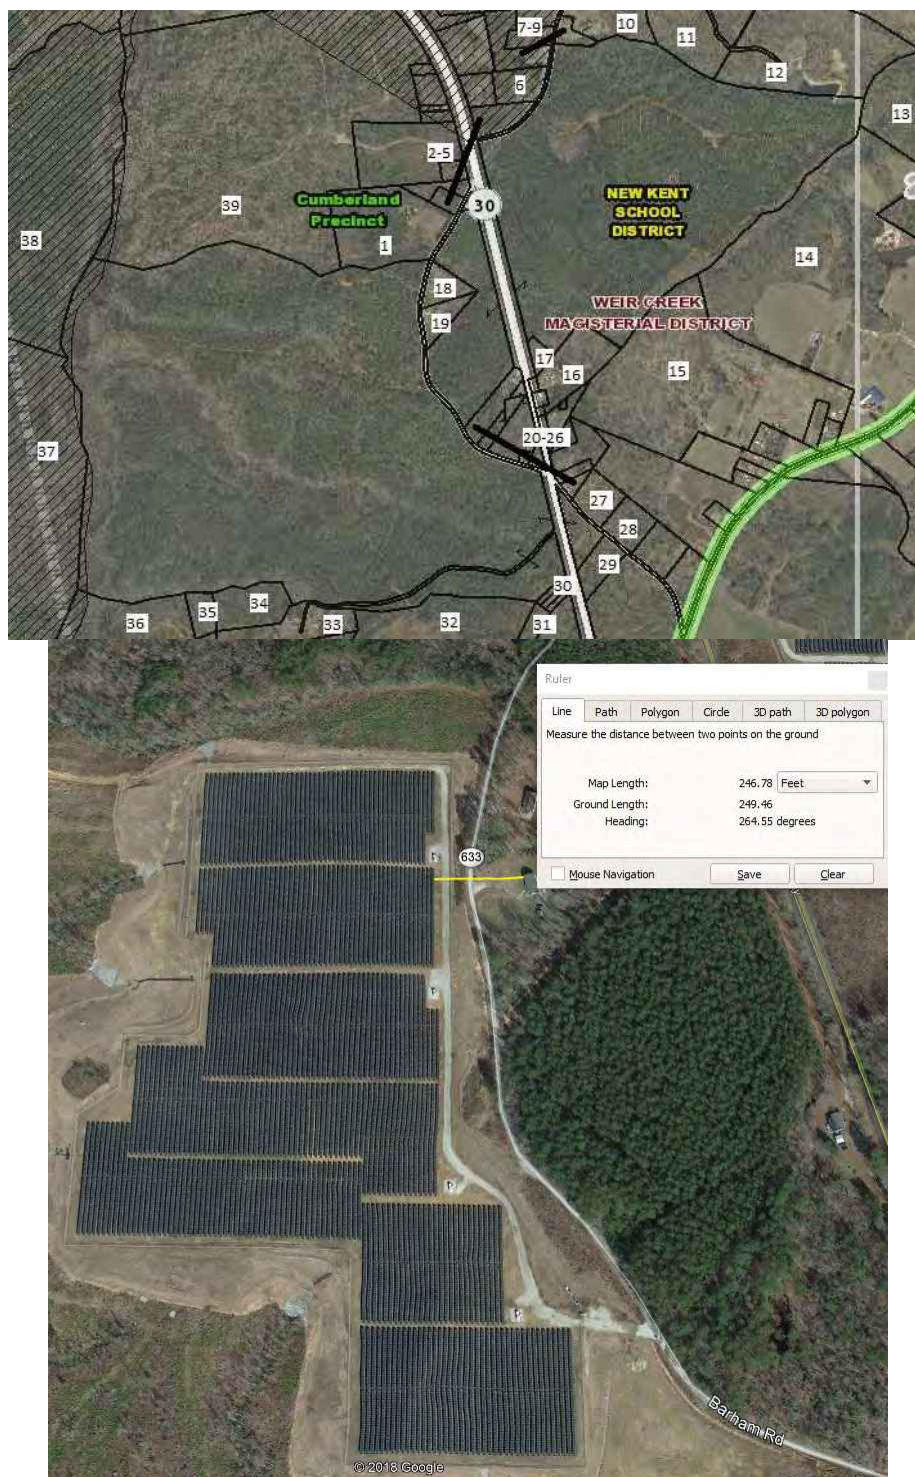 7-9
10
11
12
6
13
2-5
Cumberland
Precinct
39
30
NEW KENT
SCHOOL
DISTRICT
38
1
14
18
WEIR CREEK
MAGISTERIAL DISTRICT
19
17
16
15
20-26
37
27
28
29
30
36
35
34
33
32
31
Ruler
Line Path Polygon Circle 3D path 3D polygon
Measure the distance between two points on the ground
Map Length: 246.78 Feet
Ground Length: 249.46
Heading: 264.55 degrees
Mouse Navigation Save Clear
633
Barham Rd
© 2018 Google